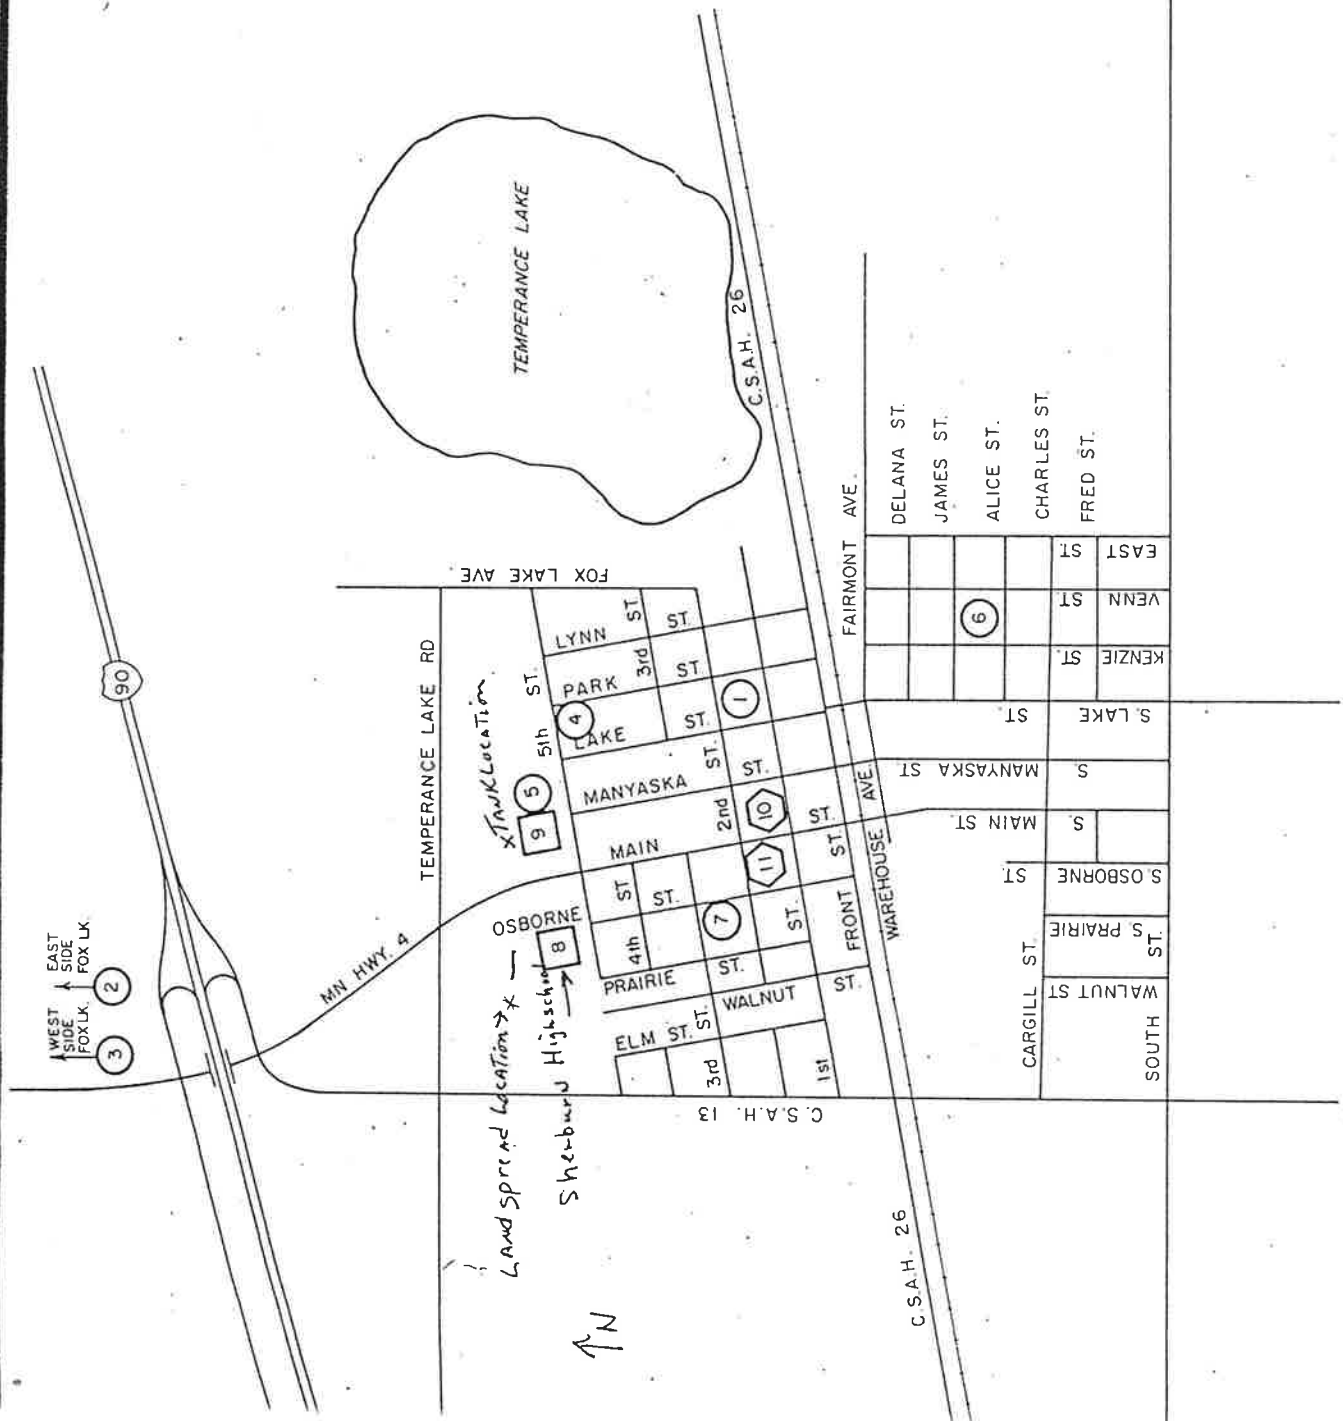 90
WEST
SIDE
FOX LK.
3
EAST
SIDE
FOX LK.
2
MN HWY. 4
TEMPERANCE LAKE RD
TEMPERANCE LAKE
FOX LAKE AVE
xTANK Location
5
9
5th ST.
4
LYNN ST.
PARK ST.
LAKE ST.
MANYASKA ST.
MAIN ST.
OSBORNE ST.
PRAIRIE ST.
WALNUT ST.
ELM ST.
4th ST
3rd ST
2nd ST.
3rd ST.
1st ST.
1
10
11
7
8
LANdspreAd LocATion→ x
Sherburn Highschool →
N
C.S.A.H. 13
C.S.A.H. 26
C.S.A.H. 26
FRONT ST.
WAREHOUSE AVE.
FAIRMONT AVE.
DELANA ST.
JAMES ST.
ALICE ST.
CHARLES ST.
FRED ST.
6
EAST ST.
VENN ST.
KENZIE ST.
S. LAKE ST.
S. MANYASKA ST.
S. MAIN ST.
S. OSBORNE ST.
S. PRAIRIE
WALNUT ST
CARGILL ST.
SOUTH ST.